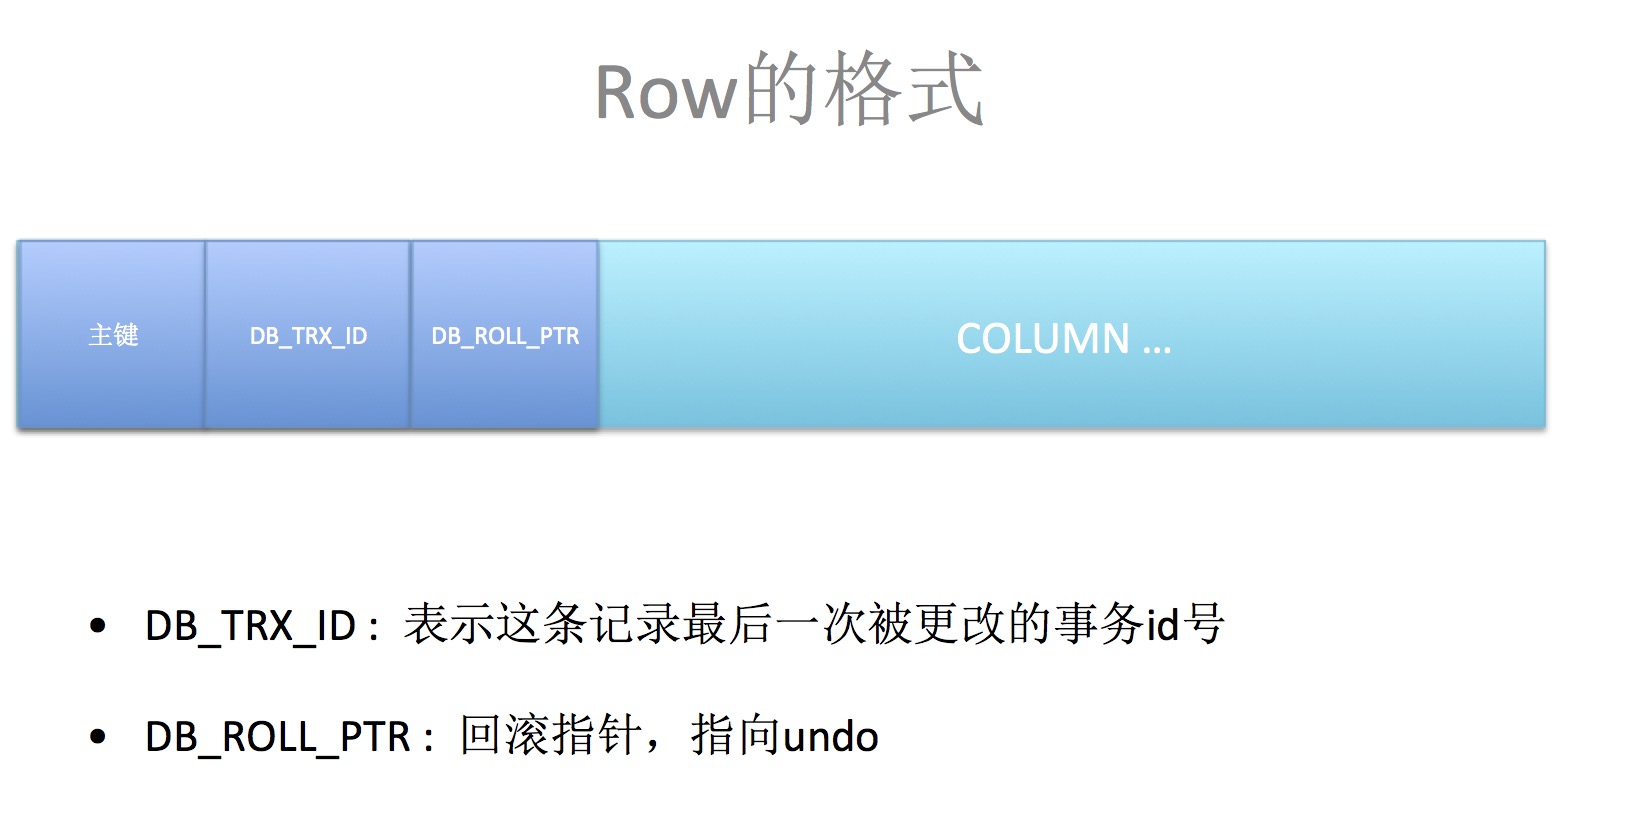 Row的格式
主键 DB_TRX_ID DB_ROLL_PTR COLUMN ...
• DB_TRX_ID : 表示这条记录最后一次被更改的事务id号
• DB_ROLL_PTR : 回滚指针，指向undo